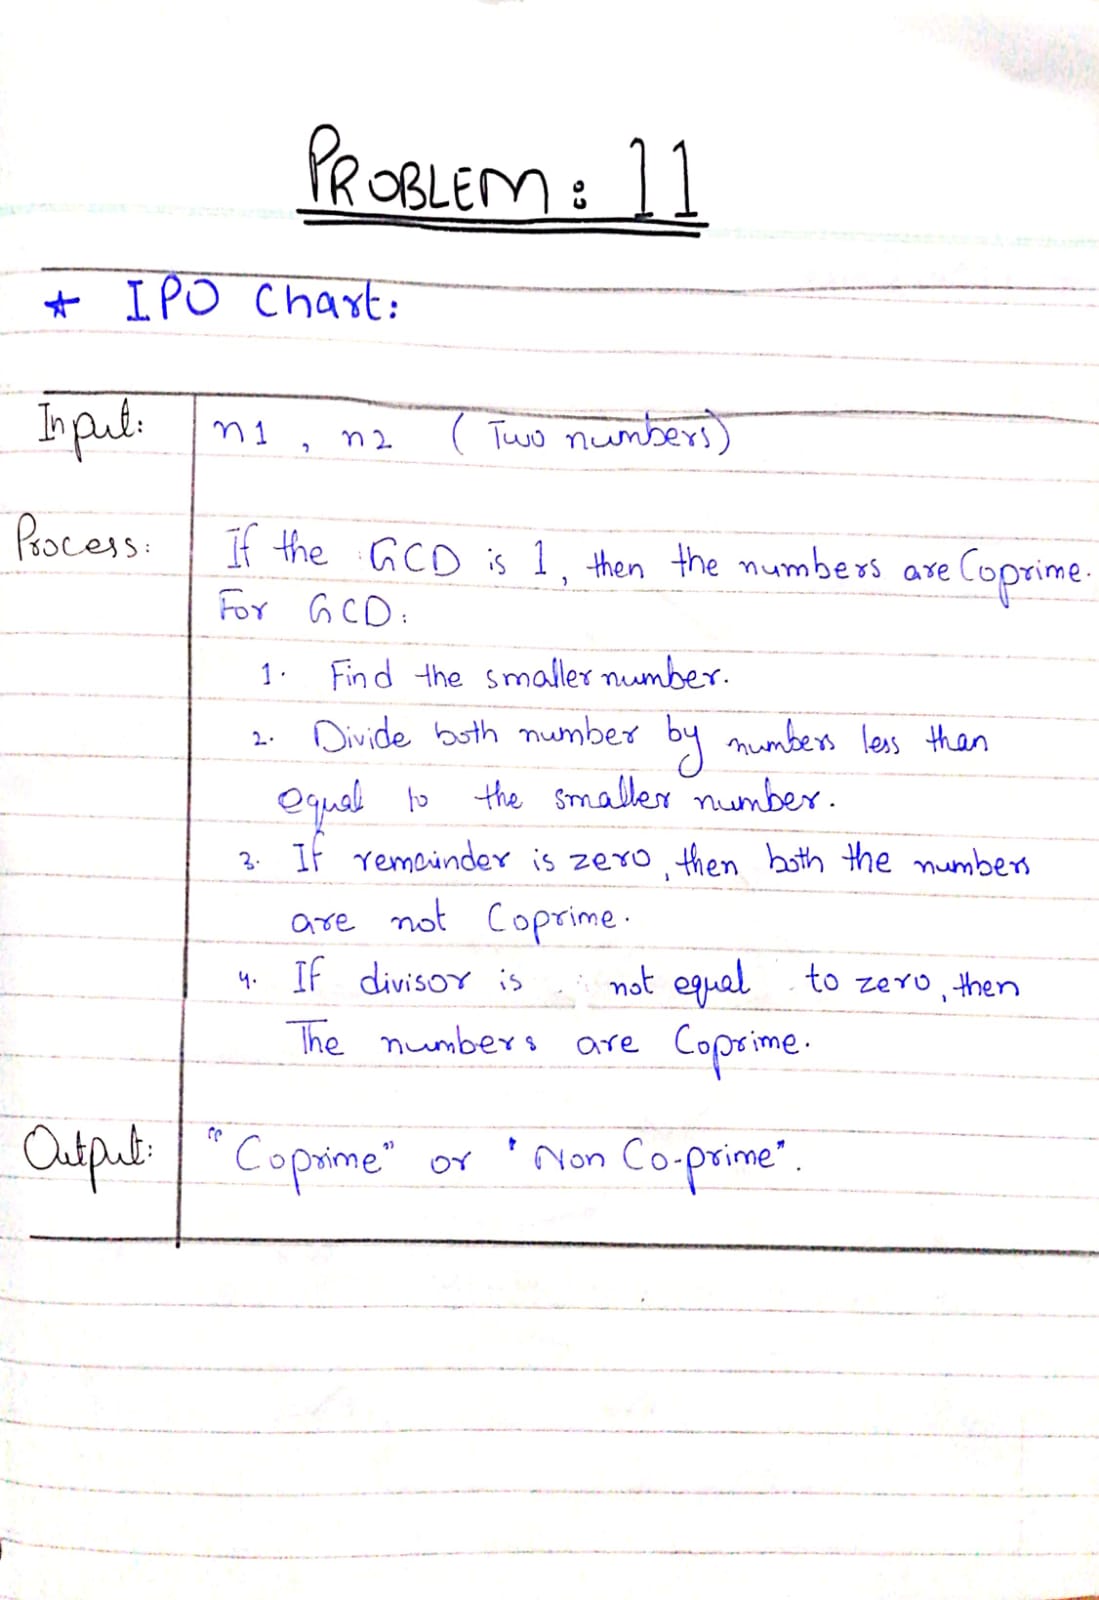 PROBLEM: 11
* IPO Chart:
Input: n1, n2 (Two numbers)
Process: If the GCD is 1, then the numbers are Coprime.
For GCD:
1. Find the smaller number.
2. Divide both number by numbers less than
equal to the smaller number.
3. If remainder is zero, then both the numbers
are not Coprime.
4. If divisor is not equal to zero, then
The numbers are Coprime.
Output: "Coprime" or "Non Co-prime".